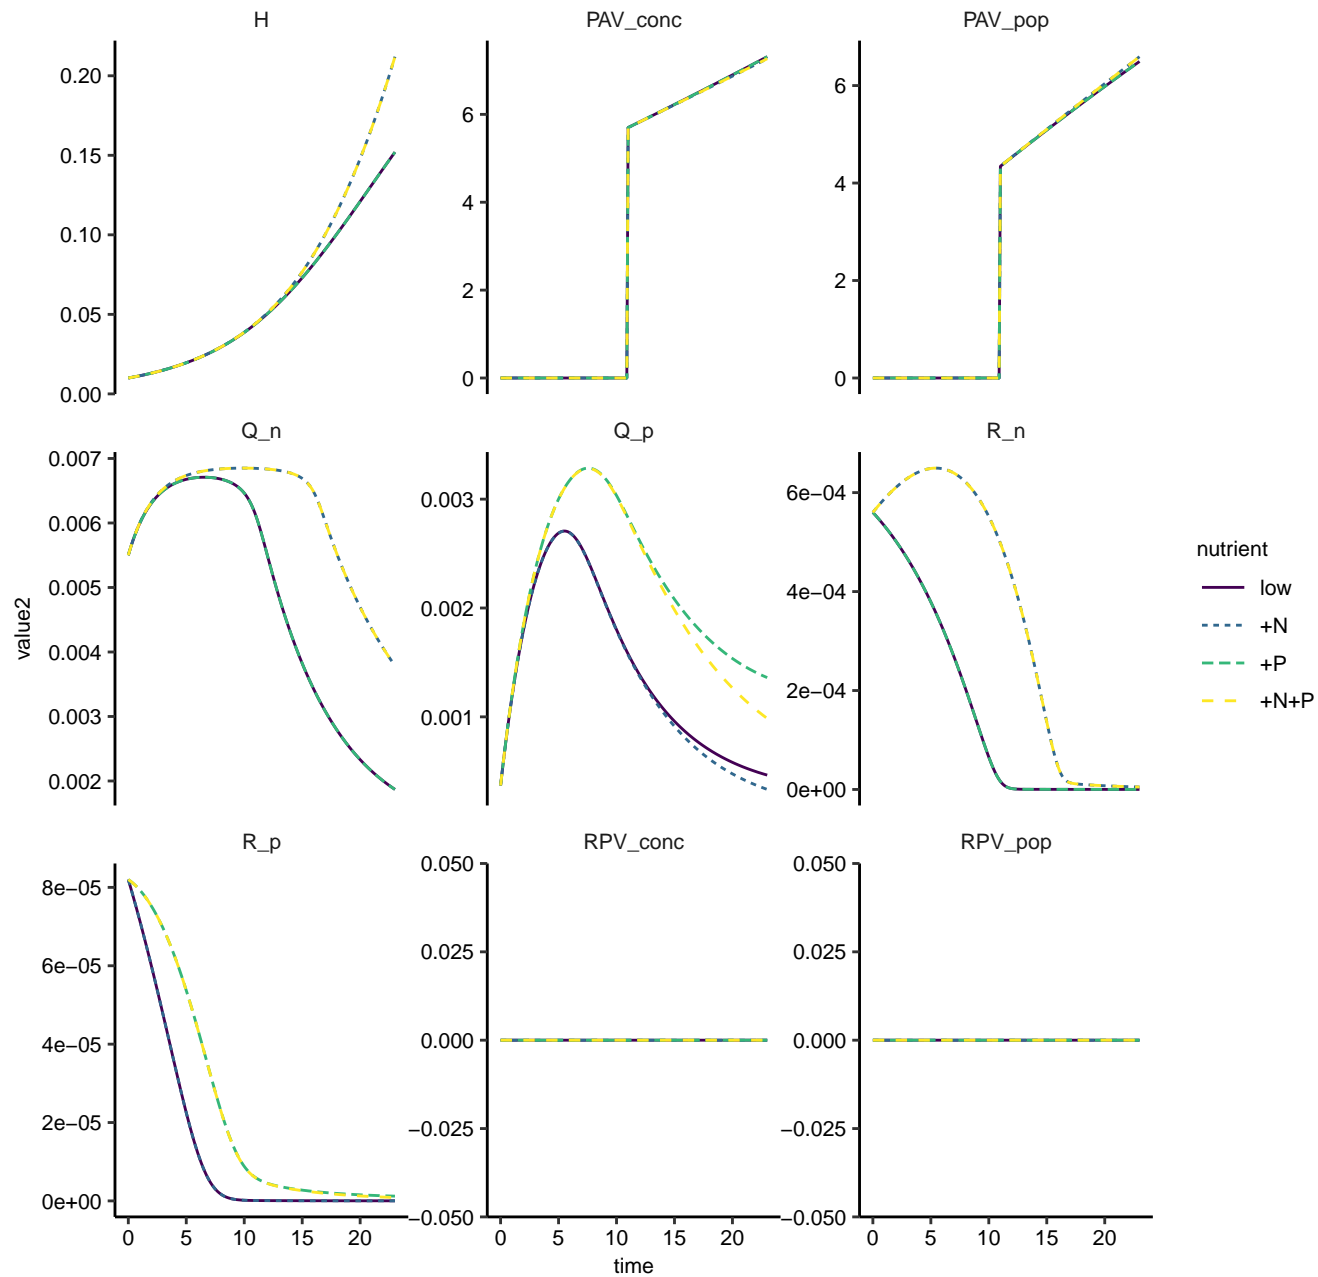 H
PAV_conc
PAV_pop
0.20
0.15
0.10
0.05
0.00
6
4
2
0
6
4
2
0
Q_n
Q_p
R_n
0.007
0.006
0.005
0.004
0.003
0.002
0.003
0.002
0.001
6e−04
4e−04
2e−04
0e+00
value2
nutrient
low
+N
+P
+N+P
R_p
RPV_conc
RPV_pop
8e−05
6e−05
4e−05
2e−05
0e+00
0.050
0.025
0.000
−0.025
−0.050
0.050
0.025
0.000
−0.025
−0.050
0 5 10 15 20
0 5 10 15 20
0 5 10 15 20
time